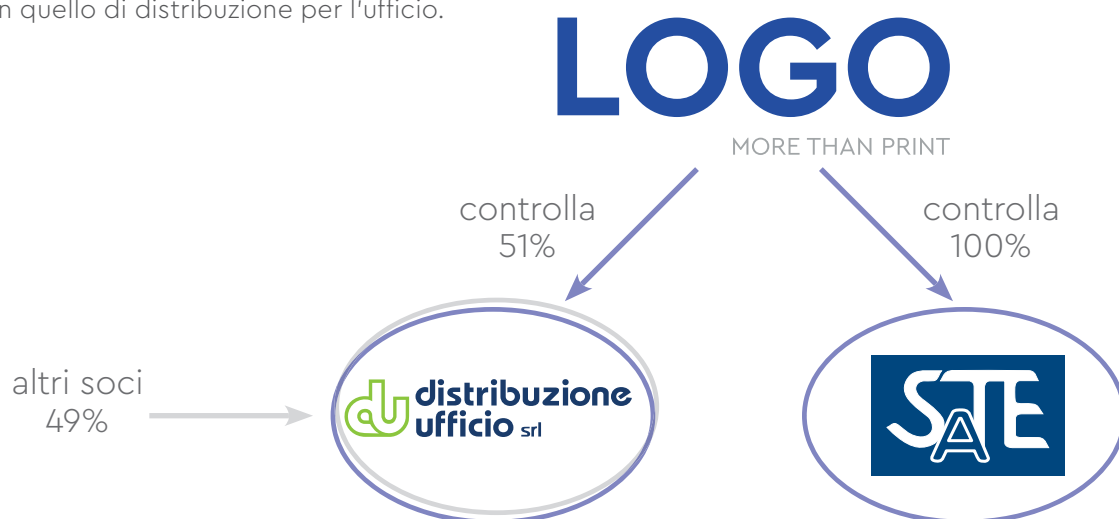 n quello di distribuzione per l'ufficio.
LOGO
MORE THAN PRINT
controlla
51%
controlla
100%
altri soci
49%
du distribuzione
ufficio srl
SATE